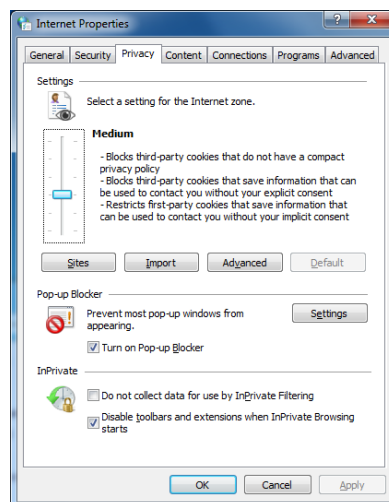 Internet Properties
General Security Privacy Content Connections Programs Advanced
Settings
Select a setting for the Internet zone.
Medium
- Blocks third-party cookies that do not have a compact
privacy policy
- Blocks third-party cookies that save information that can
be used to contact you without your explicit consent
- Restricts first-party cookies that save information that
can be used to contact you without your implicit consent
Sites Import Advanced Default
Pop-up Blocker
Prevent most pop-up windows from
appearing.
Settings
Turn on Pop-up Blocker
InPrivate
Do not collect data for use by InPrivate Filtering
Disable toolbars and extensions when InPrivate Browsing
starts
OK Cancel Apply